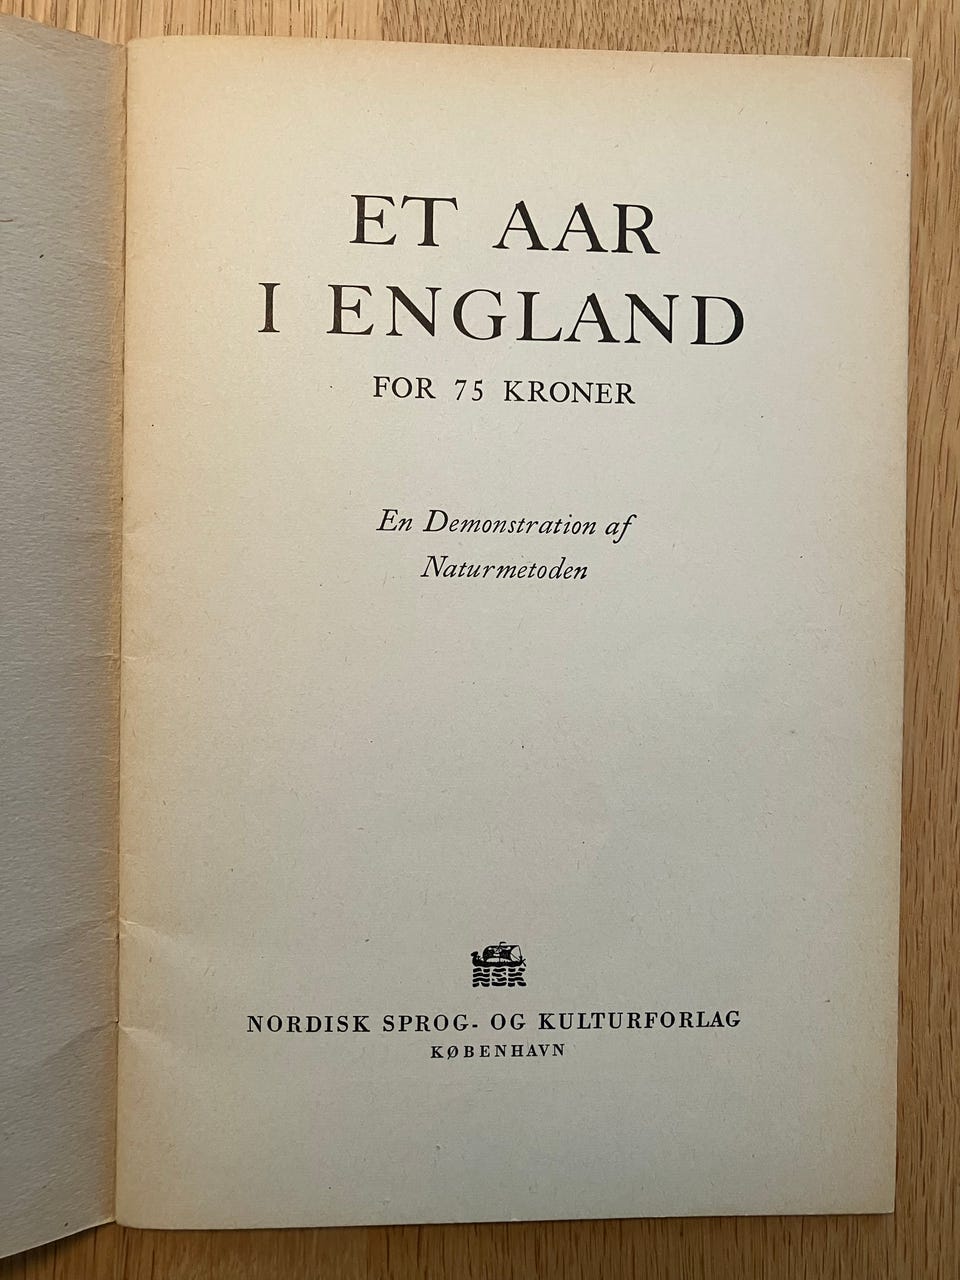 ET AAR
I ENGLAND
FOR 75 KRONER
En Demonstration af
Naturmetoden
NSK
NORDISK SPROG- OG KULTURFORLAG
KØBENHAVN